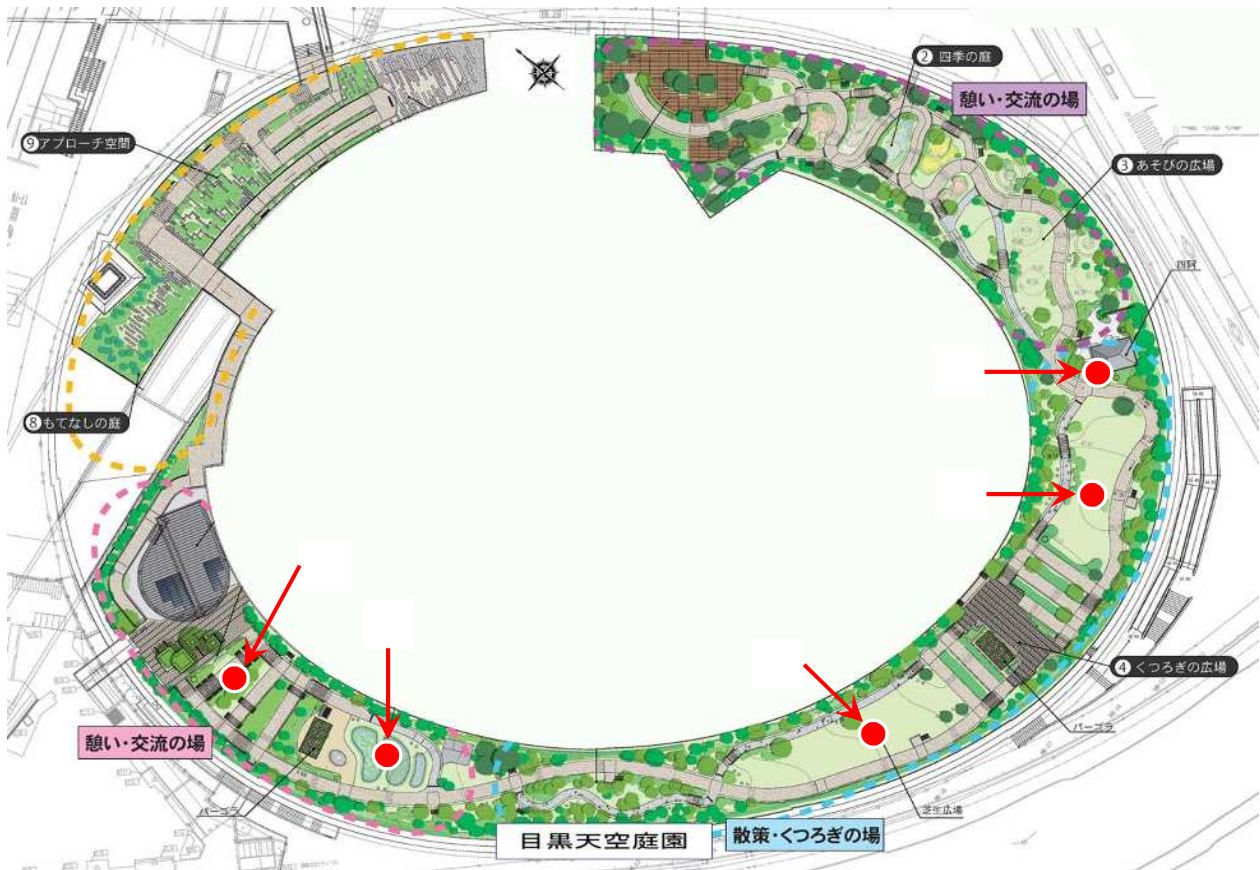 ② 四季の庭
憩い・交流の場
⑨アプローチ空間
③ あそびの広場
四阿
⑧もてなしの庭
④くつろぎの広場
パーゴラ
憩い・交流の場
パーゴラ
芝生広場
目黒天空庭園
散策・くつろぎの場